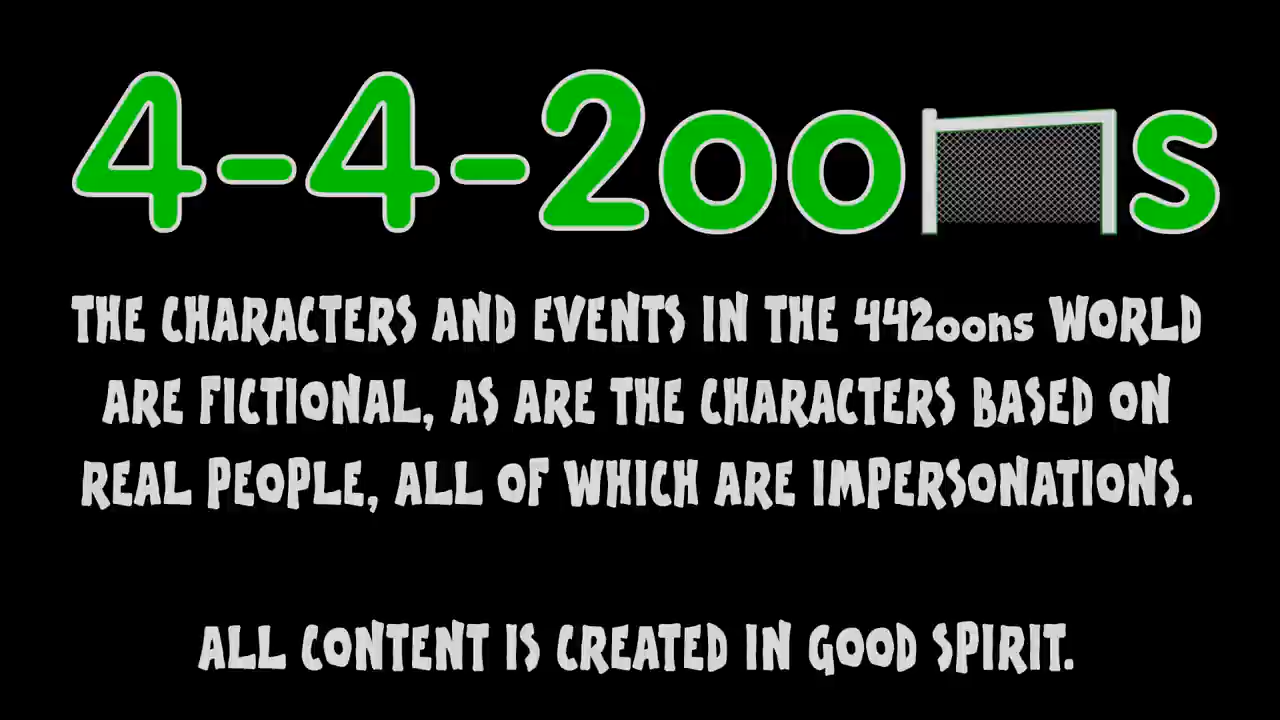 4-4-2oons
THE CHARACTERS AND EVENTS IN THE 442oons WORLD
ARE FICTIONAL, AS ARE THE CHARACTERS BASED ON
REAL PEOPLE, ALL OF WHICH ARE IMPERSONATIONS.
ALL CONTENT IS CREATED IN GOOD SPIRIT.